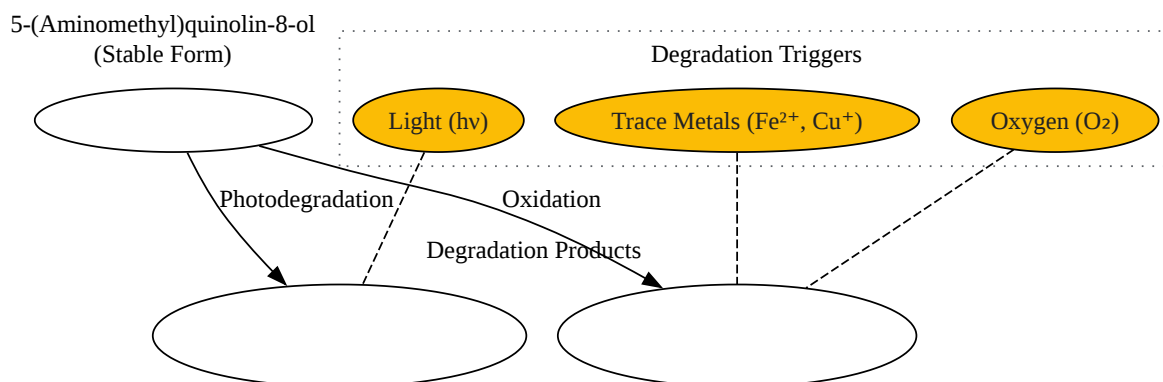 5-(Aminomethyl)quinolin-8-ol
(Stable Form)
Degradation Triggers
Light (hν)
Trace Metals (Fe²⁺, Cu⁺)
Oxygen (O₂)
Photodegradation
Oxidation
Degradation Products